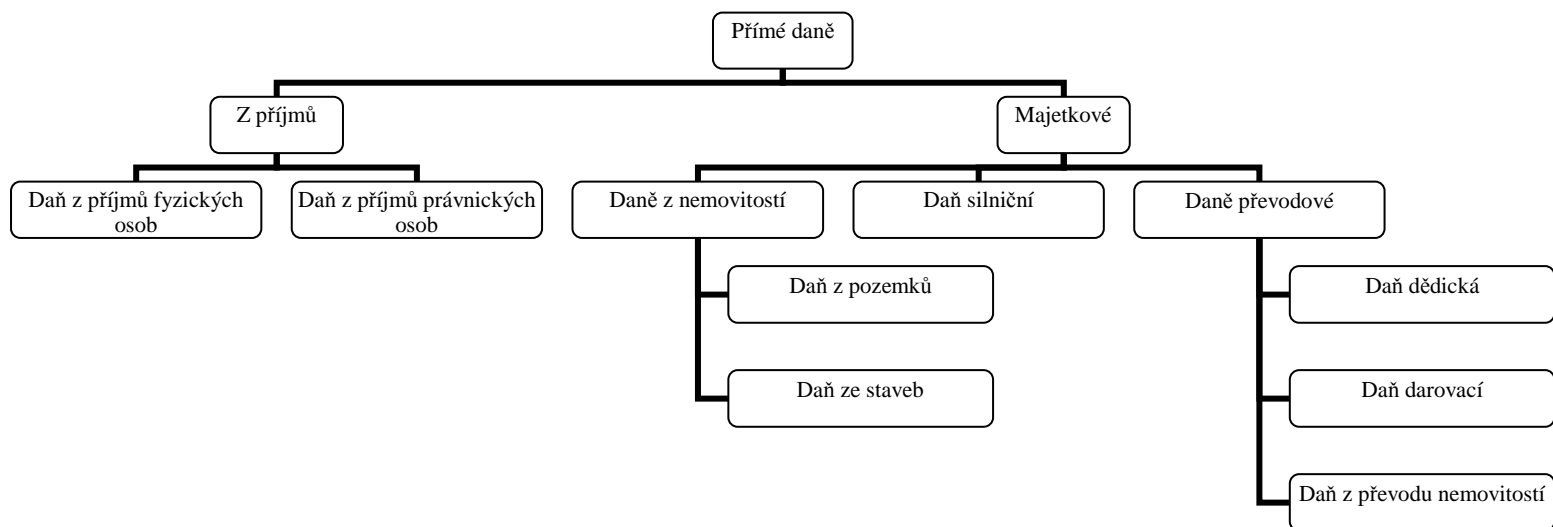 Přímé daně
Z příjmů
Majetkové
Daň z příjmů fyzických
osob
Daň z příjmů právnických
osob
Daně z nemovitostí
Daň silniční
Daně převodové
Daň z pozemků
Daň dědická
Daň ze staveb
Daň darovací
Daň z převodu nemovitostí